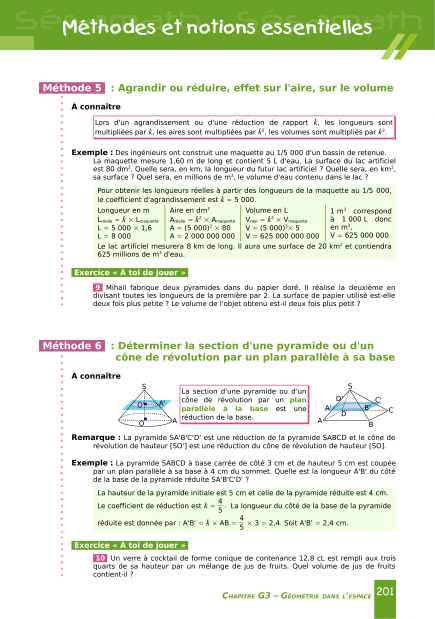 Sésamath Sésamath
Méthodes et notions essentielles
Méthode 5 : Agrandir ou réduire, effet sur l'aire, sur le volume
À connaître
Lors d'un agrandissement ou d'une réduction de rapport k, les longueurs sont
multipliées par k, les aires sont multipliées par k², les volumes sont multipliés par k³.
Exemple : Des ingénieurs ont construit une maquette au 1/5 000 d'un bassin de retenue.
La maquette mesure 1,60 m de long et contient 5 L d'eau. La surface du lac artificiel
est 80 dm². Quelle sera, en km, la longueur du futur lac artificiel ? Quelle sera, en km²,
sa surface ? Quel sera, en millions de m³, le volume d'eau contenu dans le lac ?
Pour obtenir les longueurs réelles à partir des longueurs de la maquette au 1/5 000,
le coefficient d'agrandissement est k = 5 000.
Longueur en m Aire en dm² Volume en L 1 m³ correspond
Lréelle = k × Lmaquette Aréelle = k² × Amaquette Vréel = k³ × Vmaquette à 1 000 L donc
L = 5 000 × 1,6 A = (5 000)² × 80 V = (5 000)³× 5 en m³,
L = 8 000 A = 2 000 000 000 V = 625 000 000 000 V = 625 000 000
Le lac artificiel mesurera 8 km de long. Il aura une surface de 20 km² et contiendra
625 millions de m³ d'eau.
Exercice « À toi de jouer »
9 Mihail fabrique deux pyramides dans du papier doré. Il réalise la deuxième en
divisant toutes les longueurs de la première par 2. La surface de papier utilisé est-elle
deux fois plus petite ? Le volume de l'objet obtenu est-il deux fois plus petit ?
Méthode 6 : Déterminer la section d'une pyramide ou d'un
cône de révolution par un plan parallèle à sa base
À connaître
S
O' A'
O A
La section d'une pyramide ou d'un
cône de révolution par un plan
parallèle à la base est une
réduction de la base.
S
D' C'
A' B'
D C
A B
Remarque : La pyramide SA'B'C'D' est une réduction de la pyramide SABCD et le cône de
révolution de hauteur [SO'] est une réduction du cône de révolution de hauteur [SO].
Exemple : La pyramide SABCD à base carrée de côté 3 cm et de hauteur 5 cm est coupée
par un plan parallèle à sa base à 4 cm du sommet. Quelle est la longueur A'B' du côté
de la base de la pyramide réduite SA'B'C'D' ?
La hauteur de la pyramide initiale est 5 cm et celle de la pyramide réduite est 4 cm.
Le coefficient de réduction est k = 4/5. La longueur du côté de la base de la pyramide
réduite est donnée par : A'B' = k × AB = 4/5 × 3 = 2,4. Soit A'B' = 2,4 cm.
Exercice « À toi de jouer »
10 Un verre à cocktail de forme conique de contenance 12,8 cL est rempli aux trois
quarts de sa hauteur par un mélange de jus de fruits. Quel volume de jus de fruits
contient-il ?
CHAPITRE G3 – GÉOMÉTRIE DANS L'ESPACE 201